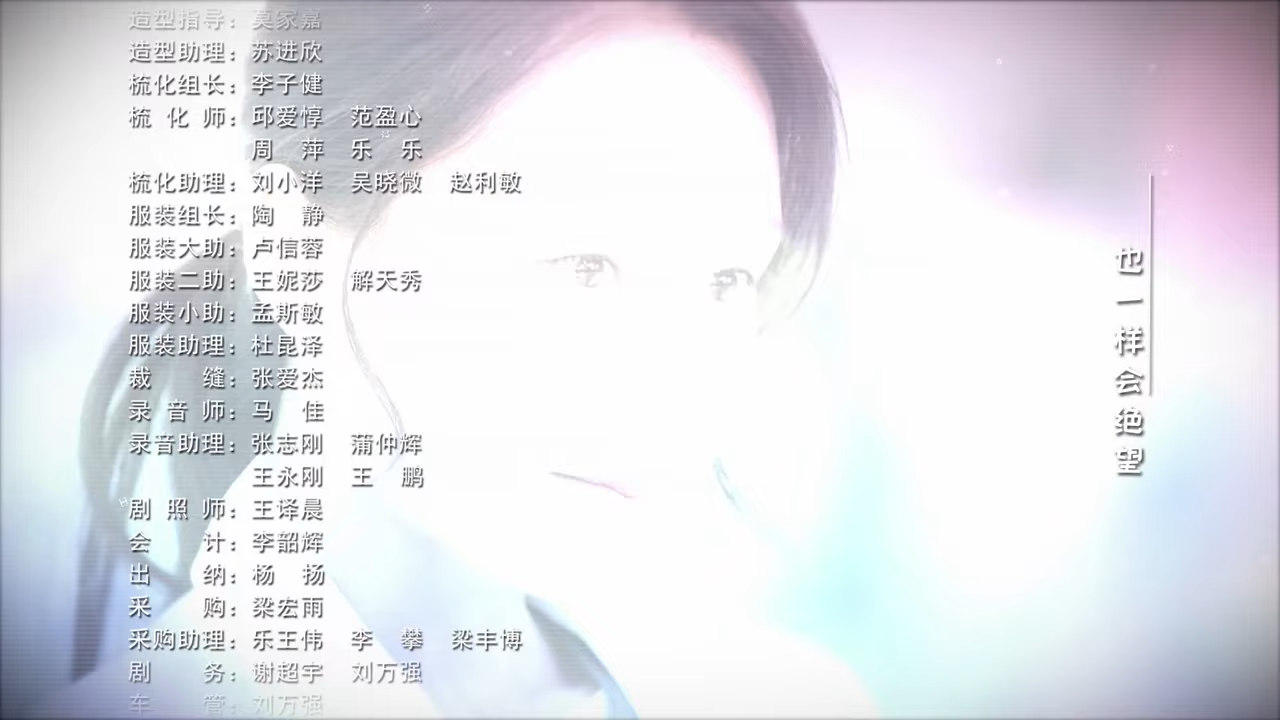 造型指导：莫家嘉
造型助理：苏进欣
梳化组长：李子健
梳化师：邱爱惇 范盈心
周萍 乐乐
梳化助理：刘小洋 吴晓微 赵利敏
服装组长：陶静
服装大助：卢信蓉
服装二助：王妮莎 解天秀
服装小助：孟斯敏
服装助理：杜昆泽
裁缝：张爱杰
录音师：马佳
录音助理：张志刚 蒲仲辉
王永刚 王鹏
剧照师：王译晨
会计：李韶辉
出纳：杨扬
采购：梁宏雨
采购助理：乐王伟 李攀 梁丰博
剧务：谢超宇 刘万强
车管：刘万强
也一样会绝望